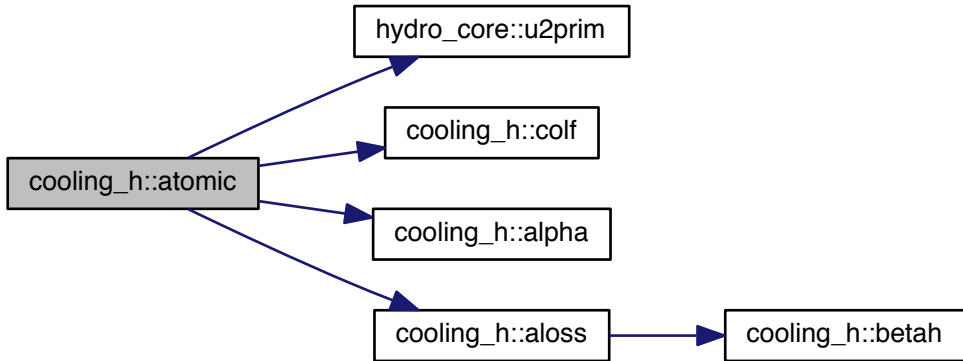 hydro_core::u2prim
cooling_h::colf
cooling_h::atomic
cooling_h::alpha
cooling_h::aloss
cooling_h::betah